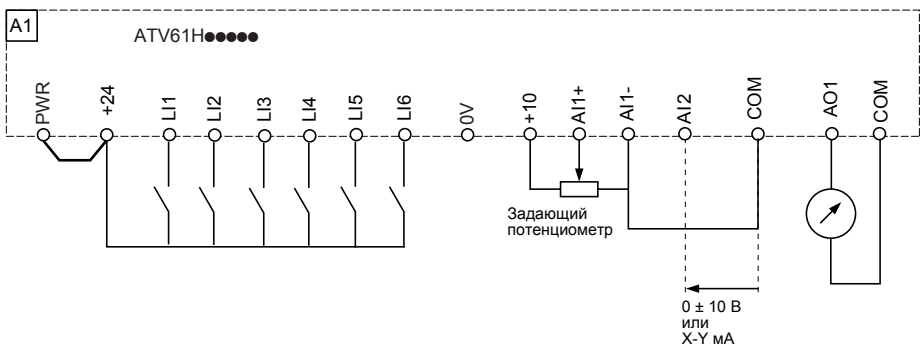 A1
ATV61H●●●●●
PWR
+24
LI1
LI2
LI3
LI4
LI5
LI6
0V
+10
AI1+
AI1-
AI2
COM
AO1
COM
Задающий
потенциометр
0 ± 10 В
или
X-Y мА